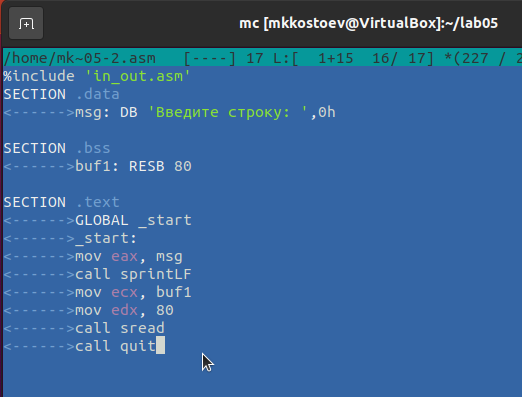 mc [mkkostoev@VirtualBox]:~/lab05
/home/mk~05-2.asm [----] 17 L:[ 1+15 16/ 17] *(227 / 2
%include 'in_out.asm'
SECTION .data
<------>msg: DB 'Введите строку: ',0h
SECTION .bss
<------>buf1: RESB 80
SECTION .text
<------>GLOBAL _start
<------>_start:
<------>mov eax, msg
<------>call sprintLF
<------>mov ecx, buf1
<------>mov edx, 80
<------>call sread
<------>call quit